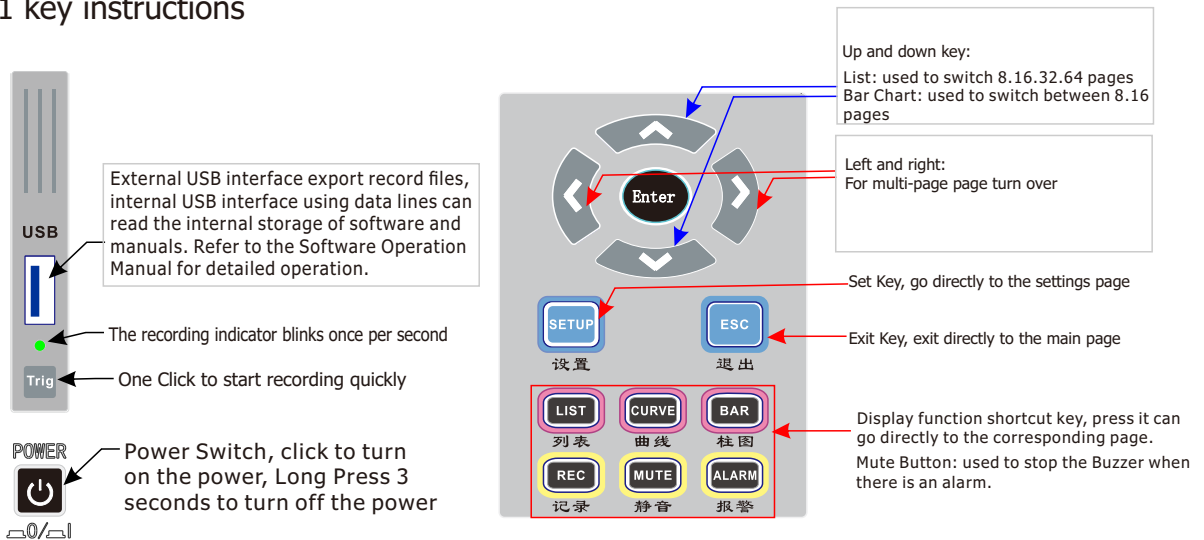 1 key instructions
USB
External USB interface export record files,
internal USB interface using data lines can
read the internal storage of software and
manuals. Refer to the Software Operation
Manual for detailed operation.
The recording indicator blinks once per second
Trig
One Click to start recording quickly
POWER
Power Switch, click to turn
on the power, Long Press 3
seconds to turn off the power
0/
Up and down key:
List: used to switch 8.16.32.64 pages
Bar Chart: used to switch between 8.16
pages
Left and right:
For multi-page page turn over
Enter
Set Key, go directly to the settings page
SETUP
ESC
设置
退出
Exit Key, exit directly to the main page
LIST
CURVE
BAR
列表
曲线
柱图
REC
MUTE
ALARM
记录
静音
报警
Display function shortcut key, press it can
go directly to the corresponding page.
Mute Button: used to stop the Buzzer when
there is an alarm.